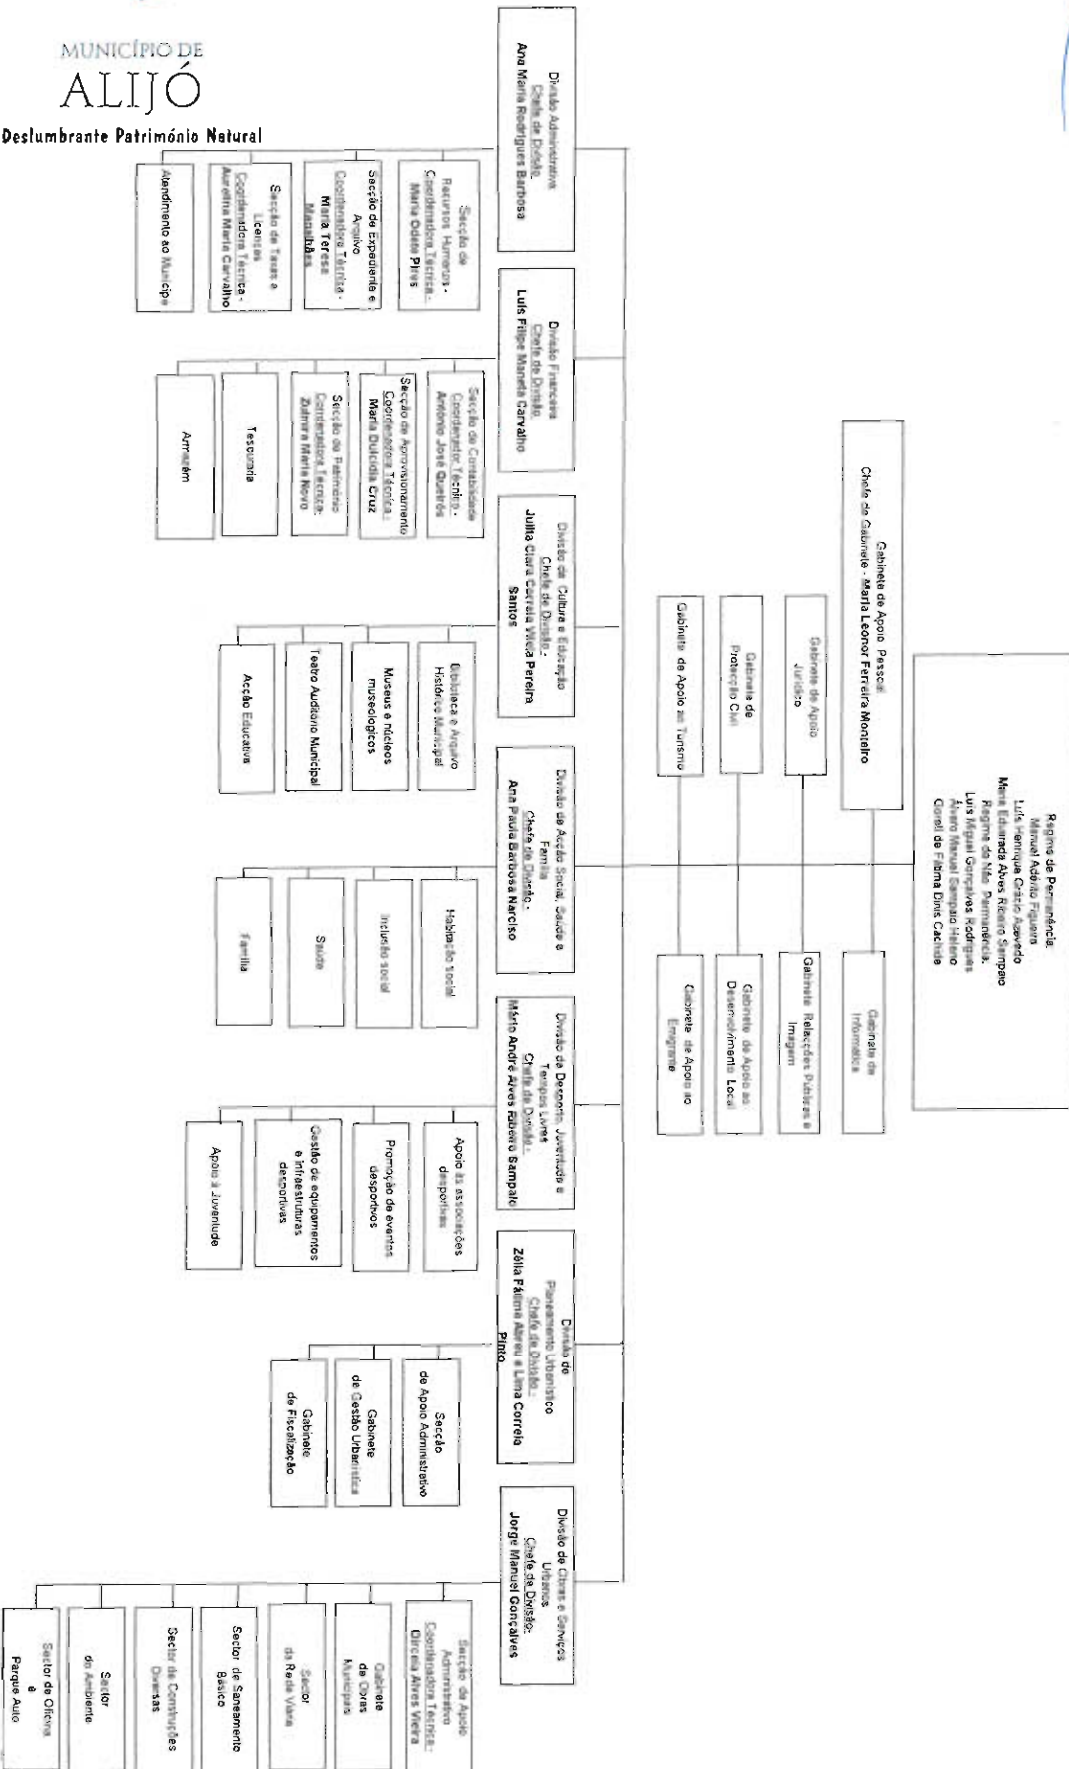 MUNICÍPIO DE
ALIJÓ
Deslumbrante Património Natural
Regime de Permanência:
Manuel Adérito Figueira
Luís Henrique Grácio Azevedo
Maria Eduarda Alves Ribeiro Sampaio
Regime de Não Permanência:
Luís Miguel Gonçalves Rodrigues
Álvaro Manuel Sampaio Heleno
Goreti de Fátima Dinis Cachide
Gabinete de Apoio Pessoal
Chefe de Gabinete - Maria Leonor Ferreira Monteiro
Gabinete de
Informática
Gabinete de Apoio
Jurídico
Gabinete Relacções Públicas e
Imagem
Gabinete de
Protecção Civil
Gabinete de Apoio ao
Desenvolvimento Local
Gabinete de Apoio ao Turismo
Gabinete de Apoio ao
Emigrante
Divisão Administrativa
Chefe de Divisão-
Ana Maria Rodrigues Barbosa
Secção de
Recursos Humanos -
Coordenadora Técnica -
Maria Odete Pires
Secção de Expediente e
Arquivo
Coordenadora Técnica -
Maria Teresa
Magalhães
Secção de Taxas e
Licenças
Coordenadora Técnica -
Aurelina Maria Carvalho
Atendimento ao Munícipe
Divisão Financeira
Chefe de Divisão-
Luís Filipe Maneta Carvalho
Secção de Contabilidade
Coordenador Técnico -
António José Queirós
Secção de Aprovisionamento
Coordenadora Técnica -
Maria Dulcídia Cruz
Secção de Património
Coordenadora Técnica-
Zulmira Maria Novo
Tesouraria
Armazém
Divisão de Cultura e Educação
Chefe de Divisão -
Julita Clara Correia Vilela Pereira
Santos
Biblioteca e Arquivo
Histórico Municipal
Museus e núcleos
museologicos
Teatro Auditório Municipal
Acção Educativa
Divisão de Acção Social, Saúde e
Família
Chefe de Divisão -
Ana Paula Barbosa Narciso
Habitação social
Inclusão social
Saúde
Família
Divisão de Desporto, Juventude e
Tempos Livres
Chefe de Divisão -
Mário André Alves Ribeiro Sampaio
Apoio às associações
desportivas
Promoção de eventos
desportivos
Gestão de equipamentos
e infraestruturas
desportivas
Apoio à Juventude
Divisão de
Planeamento Urbanístico
Chefe de Divisão -
Zélia Fátima Abreu e Lima Correia
Pinto
Secção
de Apoio Administrativo
Gabinete
de Gestão Urbanística
Gabinete
de Fiscalização
Divisão de Obras e Serviços
Urbanos
Chefe de Divisão-
Jorge Manuel Gonçalves
Secção de Apoio
Administrativo
Coordenadora Técnica -
Dircela Alves Vieira
Gabinete
de Obras
Municipais
Sector
da Rede Viária
Sector de Saneamento
Básico
Sector de Construções
Diversas
Sector
do Ambiente
Sector de Oficina
e
Parque Auto